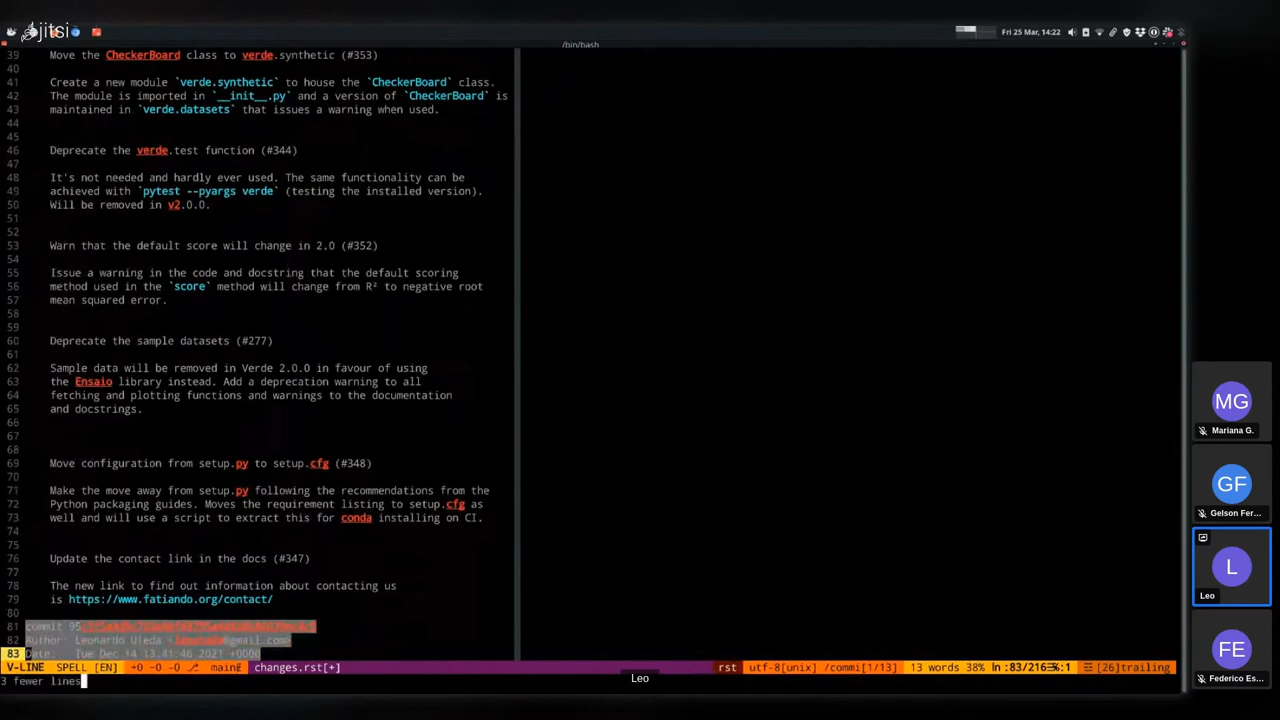 jitsi
Fri 25 Mar, 14:22
/bin/bash
39 Move the CheckerBoard class to verde.synthetic (#353)
40
41 Create a new module `verde.synthetic` to house the `CheckerBoard` class.
42 The module is imported in `__init__.py` and a version of `CheckerBoard` is
43 maintained in `verde.datasets` that issues a warning when used.
44
45
46 Deprecate the verde.test function (#344)
47
48 It's not needed and hardly ever used. The same functionality can be
49 achieved with `pytest --pyargs verde` (testing the installed version).
50 Will be removed in v2.0.0.
51
52
53 Warn that the default score will change in 2.0 (#352)
54
55 Issue a warning in the code and docstring that the default scoring
56 method used in the `score` method will change from R² to negative root
57 mean squared error.
58
59
60 Deprecate the sample datasets (#277)
61
62 Sample data will be removed in Verde 2.0.0 in favour of using
63 the Ensaio library instead. Add a deprecation warning to all
64 fetching and plotting functions and warnings to the documentation
65 and docstrings.
66
67
68
69 Move configuration from setup.py to setup.cfg (#348)
70
71 Make the move away from setup.py following the recommendations from the
72 Python packaging guides. Moves the requirement listing to setup.cfg as
73 well and will use a script to extract this for conda installing on CI.
74
75
76 Update the contact link in the docs (#347)
77
78 The new link to find out information about contacting us
79 is https://www.fatiando.org/contact/
80
81 commit
82 Author: Leonardo Uieda
83 Date: Tue Dec 14 13:41:46 2021 +0000
V-LINE SPELL [EN] +0 ~0 -0 main changes.rst[+] rst utf-8[unix] /commi[1/13] 13 words 38% ln :83/216 :1 [26]trailing
3 fewer lines
Leo
MG
Mariana G.
GF
Gelson Fer...
L
Leo
FE
Federico Es...